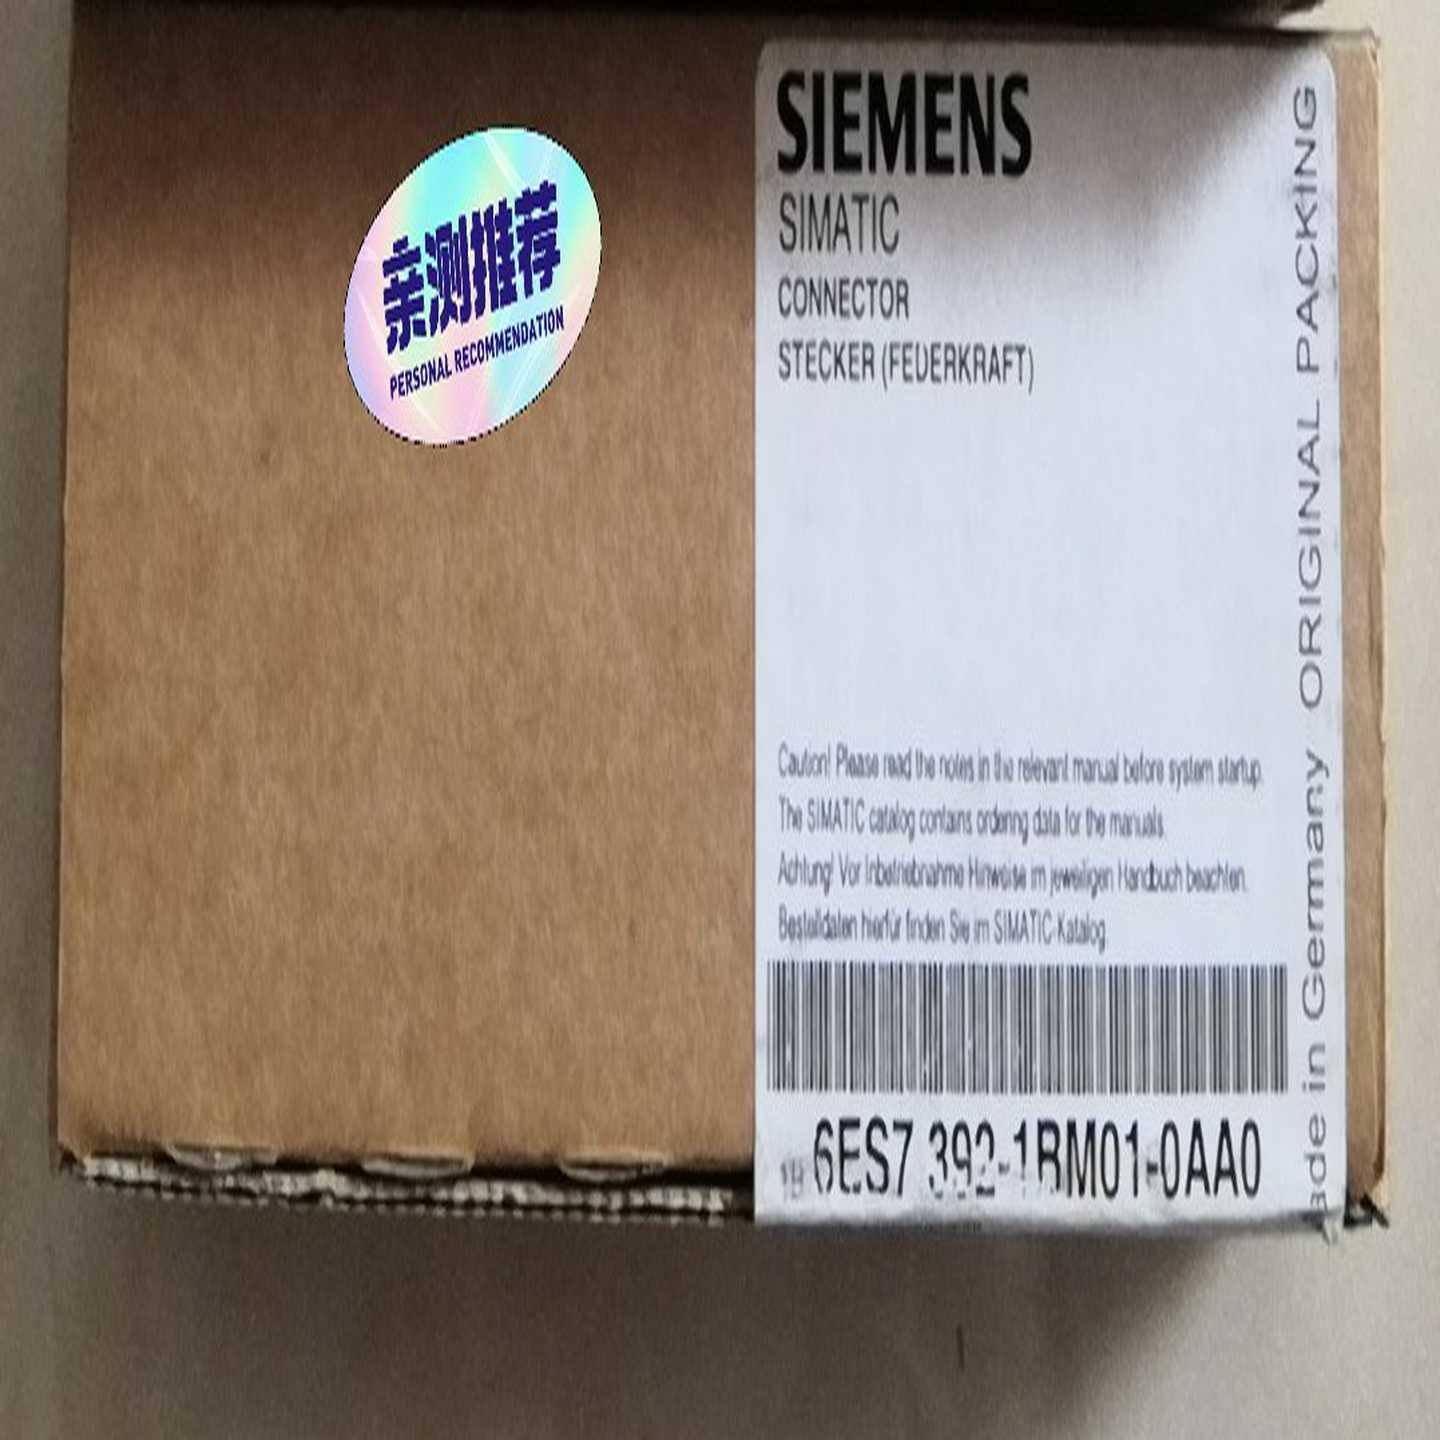 亲测推荐
PERSONAL RECOMMENDATION
SIEMENS
SIMATIC
CONNECTOR
STECKER (FEUERKRAFT)
Caution! Please read the notes in the relevant manual before system startup.
The SIMATIC catalog contains ordering data for the manuals.
Achtung! Vor Inbetriebnahme Hinweise im jeweiligen Handbuch beachten.
Bestelldaten hierfür finden Sie im SIMATIC-Katalog.
6ES7 392-1BM01-0AA0
in Germany ORIGINAL PACKING